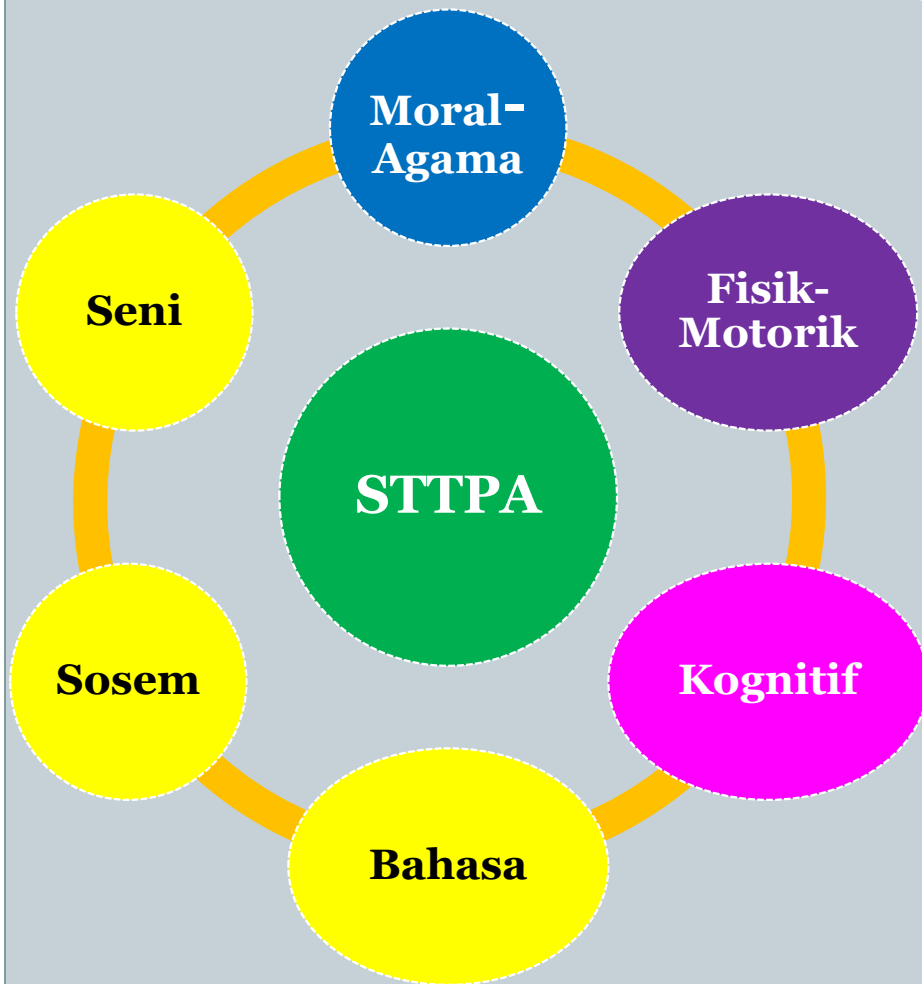 Moral-
Agama
Fisik-
Motorik
Seni
STTPA
Kognitif
Sosem
Bahasa